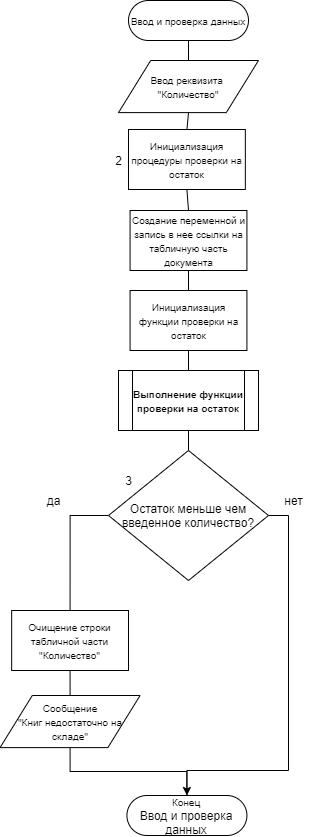 Ввод и проверка данных
Ввод реквизита
"Количество"
2
Инициализация
процедуры проверки на
остаток
Создание переменной и
запись в нее ссылки на
табличную часть
документа
Инициализация
функции проверки на
остаток
Выполнение функции
проверки на остаток
3
Остаток меньше чем
введенное количество?
да
нет
Очищение строки
табличной части
"Количество"
Сообщение
"Книг недостаточно на
складе"
Конец
Ввод и проверка
данных